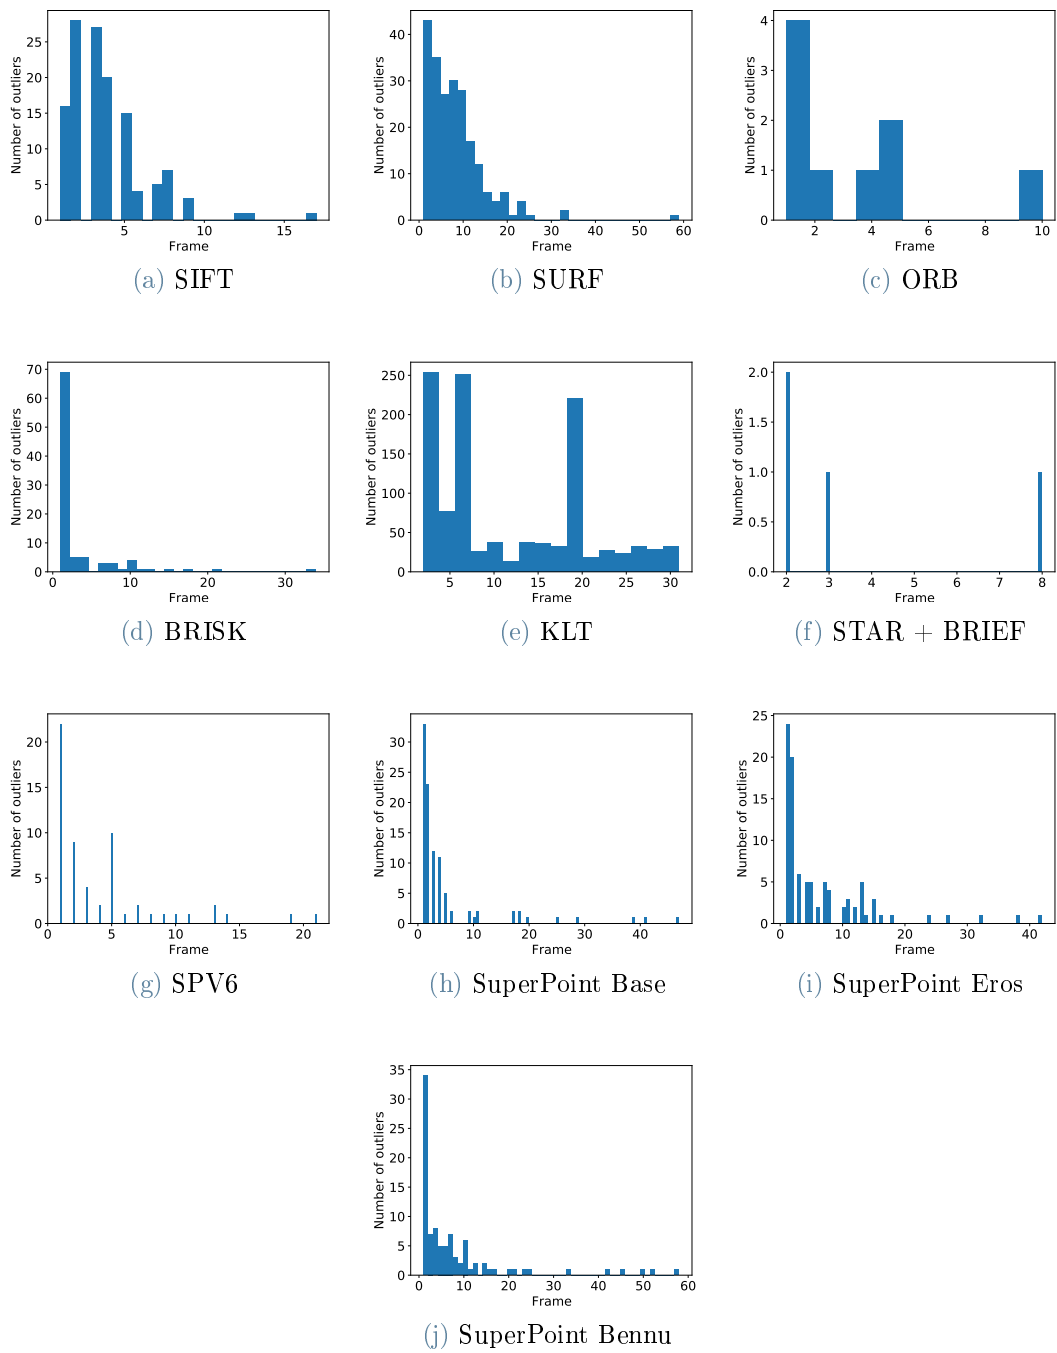 Number of outliers
25
20
15
10
5
0
5 10 15
Frame
(a) SIFT
Number of outliers
40
30
20
10
0
0 10 20 30 40 50 60
Frame
(b) SURF
Number of outliers
4
3
2
1
0
2 4 6 8 10
Frame
(c) ORB
Number of outliers
70
60
50
40
30
20
10
0
0 10 20 30
Frame
(d) BRISK
Number of outliers
250
200
150
100
50
0
5 10 15 20 25 30
Frame
(e) KLT
Number of outliers
2.0
1.5
1.0
0.5
0.0
2 3 4 5 6 7 8
Frame
(f) STAR + BRIEF
Number of outliers
20
15
10
5
0
0 5 10 15 20
Frame
(g) SPV6
Number of outliers
30
25
20
15
10
5
0
0 10 20 30 40
Frame
(h) SuperPoint Base
Number of outliers
25
20
15
10
5
0
0 10 20 30 40
Frame
(i) SuperPoint Eros
Number of outliers
35
30
25
20
15
10
5
0
0 10 20 30 40 50 60
Frame
(j) SuperPoint Bennu